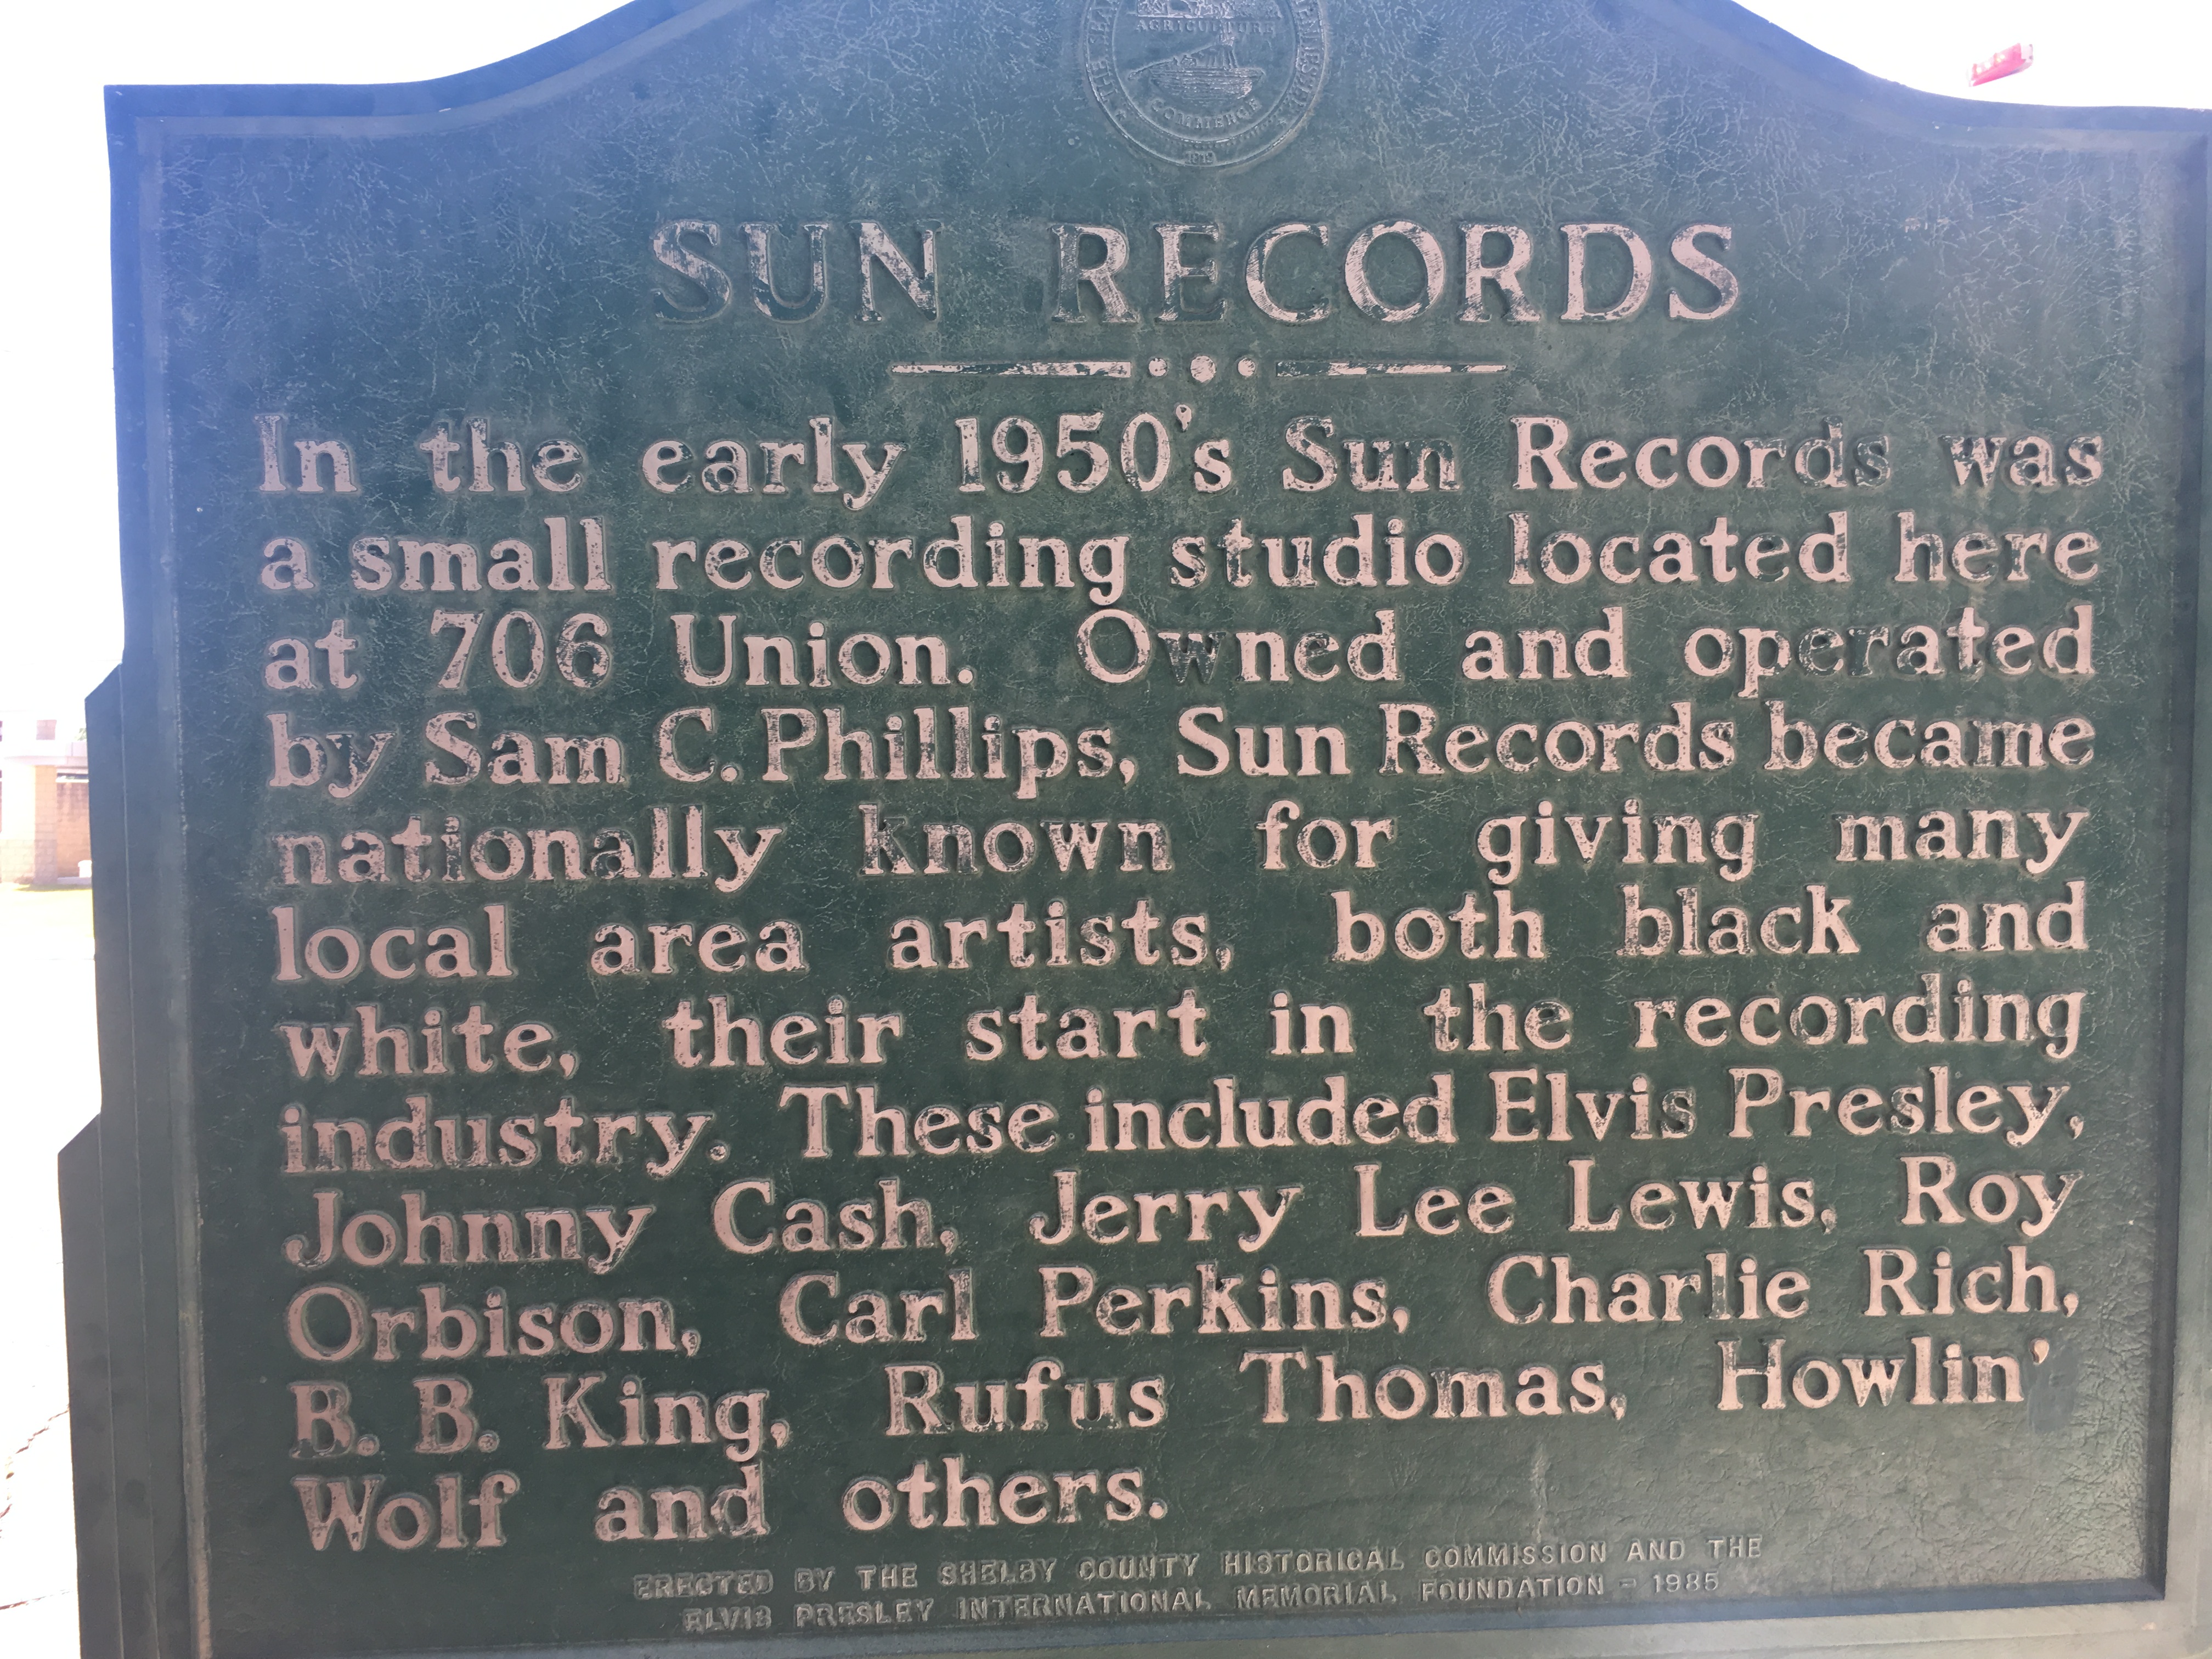 AGRICULTURE
COMMERCE
SUN RECORDS
In the early 1950's Sun Records was
a small recording studio located here
at 706 Union. Owned and operated
by Sam C. Phillips, Sun Records became
nationally known for giving many
local area artists, both black and
white, their start in the recording
industry. These included Elvis Presley,
Johnny Cash, Jerry Lee Lewis, Roy
Orbison, Carl Perkins, Charlie Rich,
B. B. King, Rufus Thomas, Howlin'
Wolf and others.
ERECTED BY THE SHELBY COUNTY HISTORICAL COMMISSION AND THE
ELVIS PRESLEY INTERNATIONAL MEMORIAL FOUNDATION - 1985